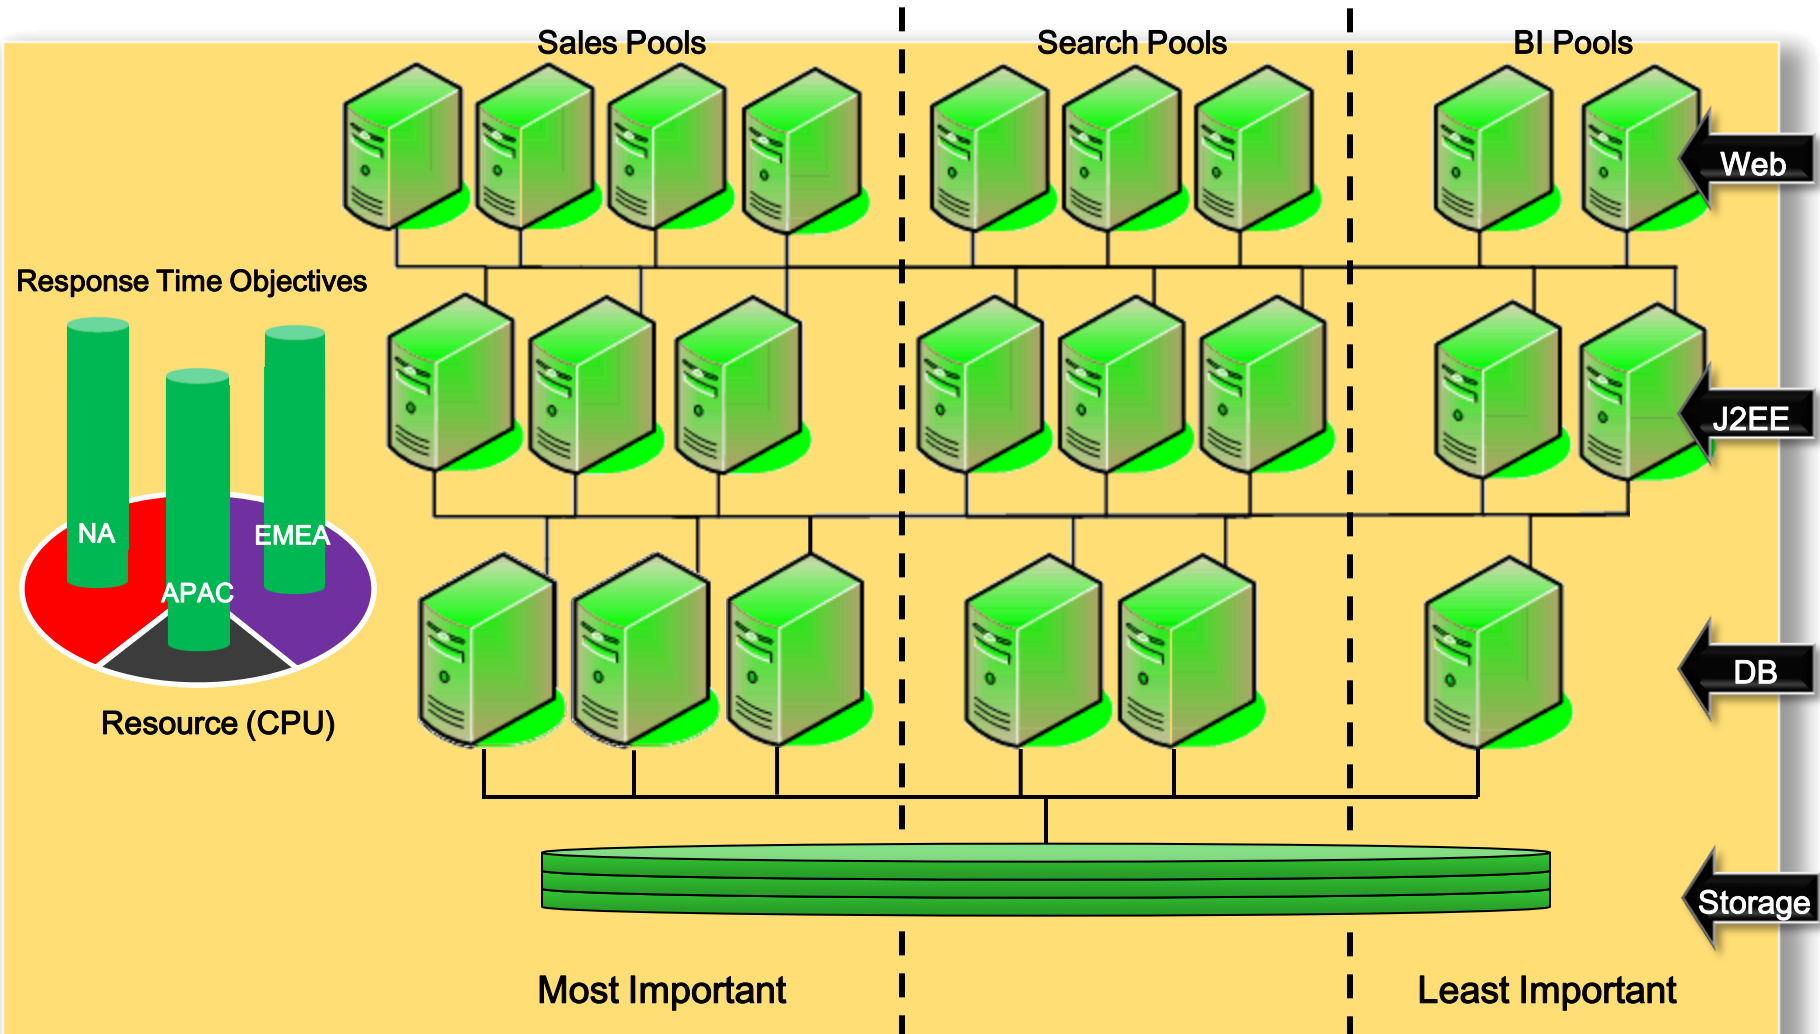 Sales Pools
Search Pools
BI Pools
Web
Response Time Objectives
J2EE
NA
EMEA
APAC
DB
Resource (CPU)
Storage
Most Important
Least Important